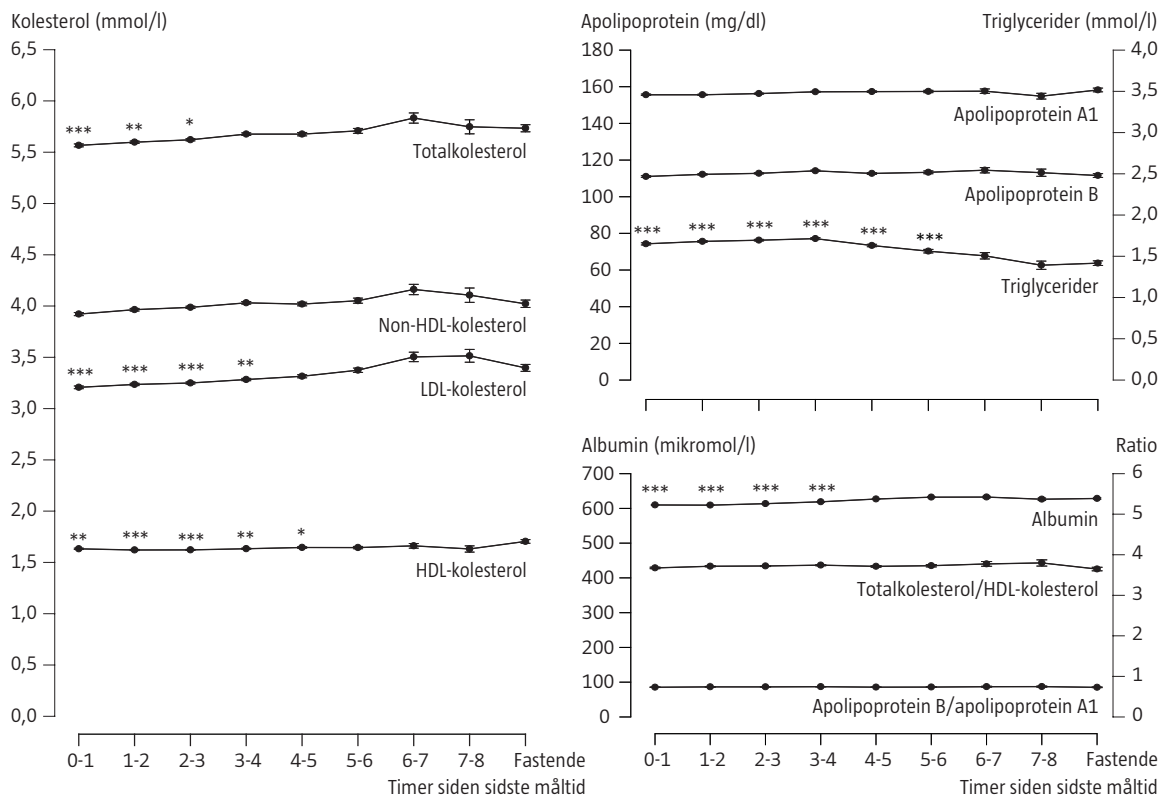 Kolesterol (mmol/l)
6,5
6,0
5,5
5,0
4,5
4,0
3,5
3,0
2,5
2,0
1,5
1,0
0,5
0,0
*** ** *
Totalkolesterol
Non-HDL-kolesterol
*** *** *** **
LDL-kolesterol
** *** *** ** *
HDL-kolesterol
0-1 1-2 2-3 3-4 4-5 5-6 6-7 7-8 Fastende
Timer siden sidste måltid
Apolipoprotein (mg/dl) Triglycerider (mmol/l)
180
160
140
120
100
80
60
40
20
0
4,0
3,5
3,0
2,5
2,0
1,5
1,0
0,5
0,0
Apolipoprotein A1
Apolipoprotein B
*** *** *** *** *** ***
Triglycerider
Albumin (mikromol/l) Ratio
700
600
500
400
300
200
100
0
6
5
4
3
2
1
0
*** *** *** ***
Albumin
Totalkolesterol/HDL-kolesterol
Apolipoprotein B/apolipoprotein A1
0-1 1-2 2-3 3-4 4-5 5-6 6-7 7-8 Fastende
Timer siden sidste måltid